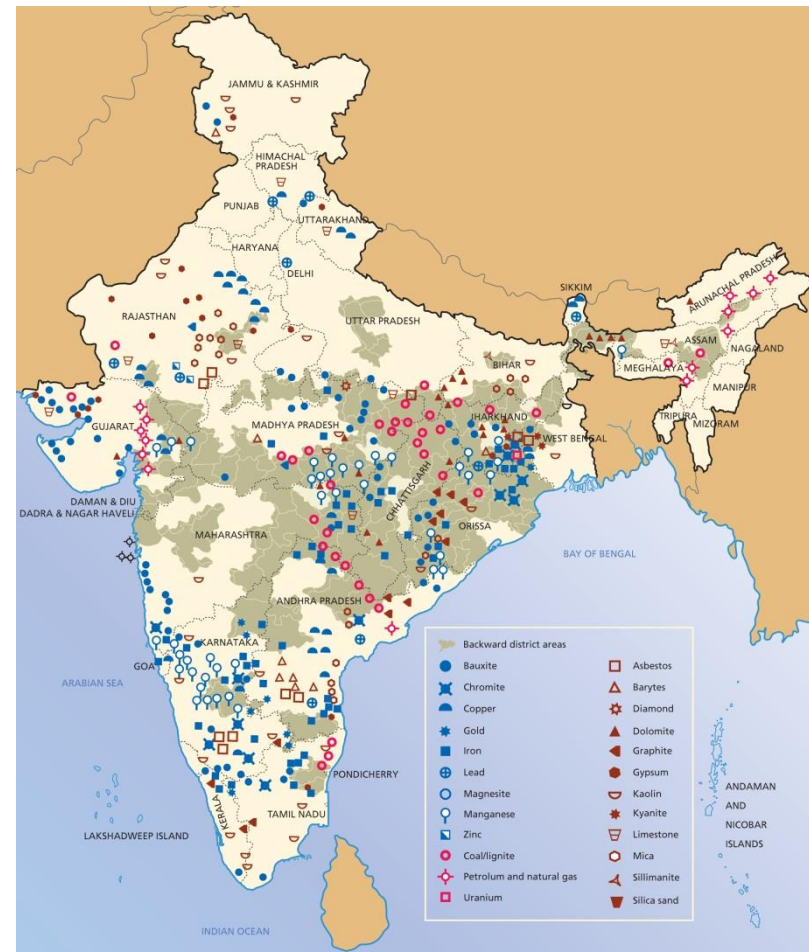 JAMMU & KASHMIR
HIMACHAL
PRADESH
PUNJAB
UTTARAKHAND
HARYANA
DELHI
RAJASTHAN
UTTAR PRADESH
SIKKIM
ARUNACHAL PRADESH
ASSAM
NAGALAND
BIHAR
MEGHALAYA
MANIPUR
TRIPURA
MIZORAM
GUJARAT
MADHYA PRADESH
JHARKHAND
WEST BENGAL
CHHATTISGARH
DAMAN & DIU
DADRA & NAGAR HAVELI
MAHARASHTRA
ORISSA
BAY OF BENGAL
ANDHRA PRADESH
KARNATAKA
GOA
ARABIAN SEA
PONDICHERRY
KERALA
TAMIL NADU
LAKSHADWEEP ISLAND
INDIAN OCEAN
ANDAMAN
AND
NICOBAR
ISLANDS
Backward district areas
Bauxite
Chromite
Copper
Gold
Iron
Lead
Magnesite
Manganese
Zinc
Coal/lignite
Petrolum and natural gas
Uranium
Asbestos
Barytes
Diamond
Dolomite
Graphite
Gypsum
Kaolin
Kyanite
Limestone
Mica
Sillimanite
Silica sand